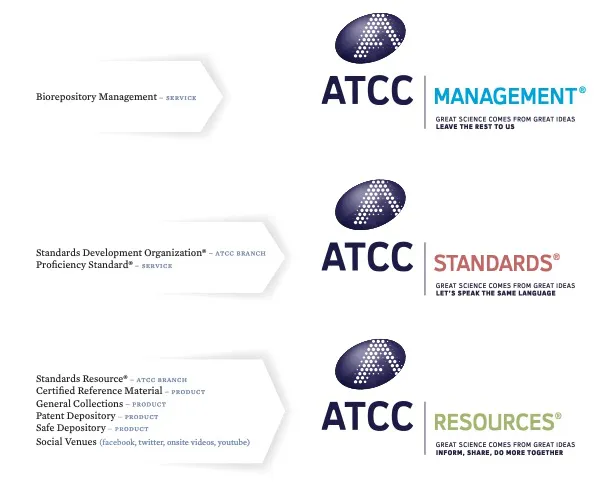 Biorepository Management – SERVICE
ATCC
MANAGEMENT®
GREAT SCIENCE COMES FROM GREAT IDEAS
LEAVE THE REST TO US
Standards Development Organization® – ATCC BRANCH
Proficiency Standard® – SERVICE
ATCC
STANDARDS®
GREAT SCIENCE COMES FROM GREAT IDEAS
LET'S SPEAK THE SAME LANGUAGE
Standards Resource® – ATCC BRANCH
Certified Reference Material – PRODUCT
General Collections – PRODUCT
Patent Depository – PRODUCT
Safe Depository – PRODUCT
Social Venues (facebook, twitter, onsite videos, youtube)
ATCC
RESOURCES®
GREAT SCIENCE COMES FROM GREAT IDEAS
INFORM, SHARE, DO MORE TOGETHER